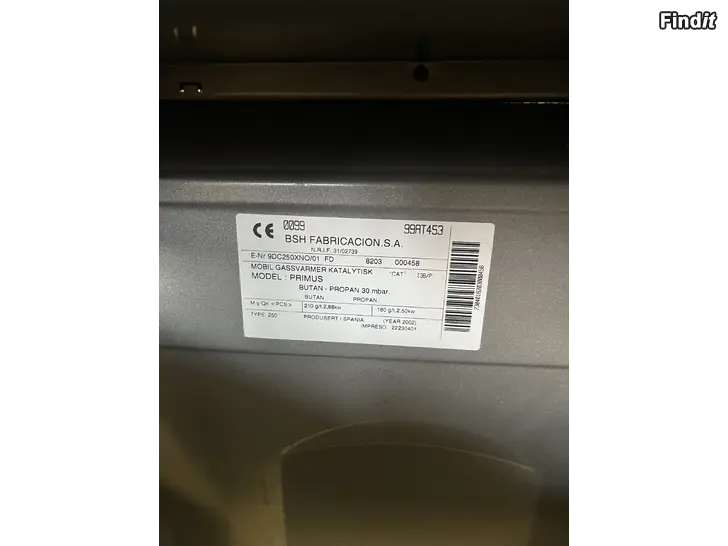 Findit
CE 0099 99AT453
BSH FABRICACION.S.A.
N.R.I.F. 31/02739
E-Nr 9DC250XNO/01 FD 8203 000458
MOBIL GASSVARMER KATALYTISK "CAT" I3B/P
MODEL : PRIMUS
BUTAN - PROPAN 30 mbar.
BUTAN PROPAN
M y Qn < PCS > 210 g/t.2,88kw 180 g/t.2,50kw
TYPE 250 PRODUSERT I SPANIA (YEAR 2002)
IMPRESO